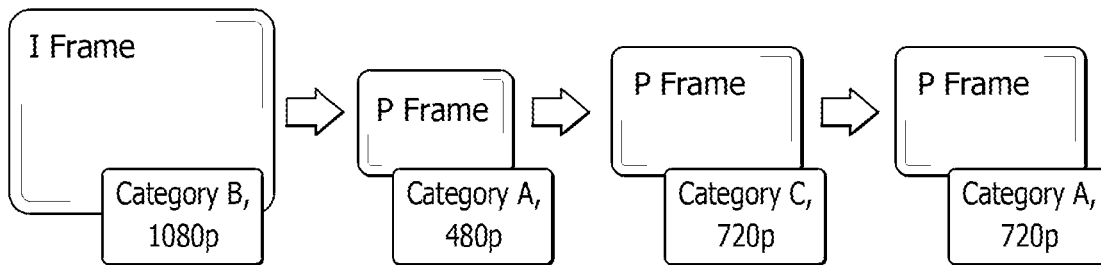 I Frame
Category B,
1080p
P Frame
Category A,
480p
P Frame
Category C,
720p
P Frame
Category A,
720p